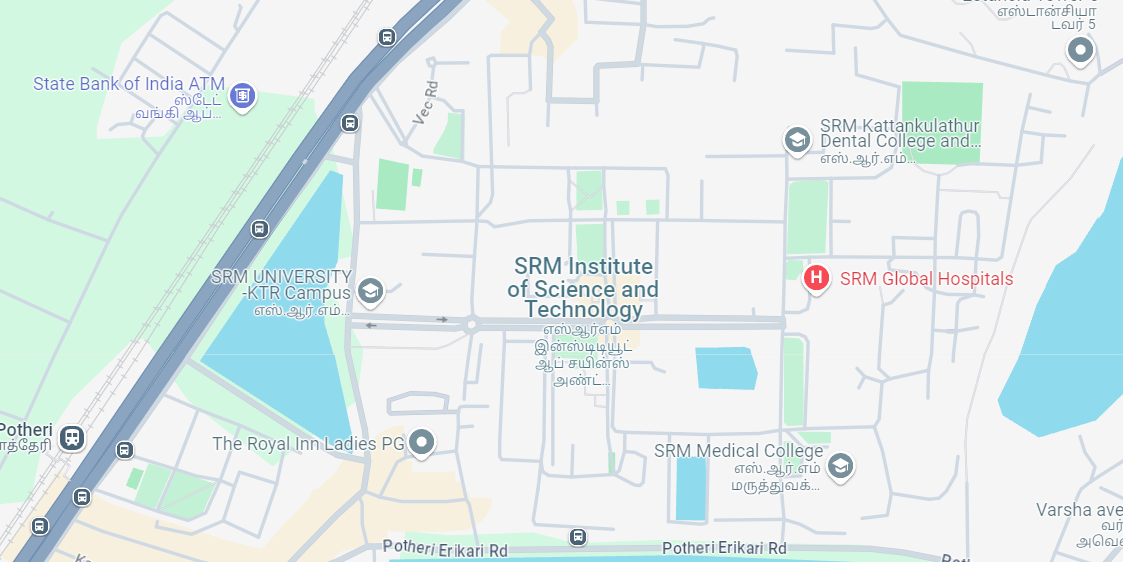 எஸ்டான்சியா
டவர் 5
State Bank of India ATM
ஸ்டேட்
வங்கி ஆப்...
Vec Rd
SRM Kattankulathur
Dental College and...
எஸ்.ஆர்.எம்...
SRM Institute
of Science and
Technology
எஸ்ஆர்எம்
இன்ஸ்டிடியூட்
ஆப் சயின்ஸ்
அண்ட்...
SRM UNIVERSITY
-KTR Campus
எஸ்.ஆர்.எம்...
H
SRM Global Hospitals
Potheri
The Royal Inn Ladies PG
SRM Medical College
எஸ்.ஆர்.எம்
மருத்துவக்...
Varsha ave
வர்
அவெ
Potheri Erikari Rd
Potheri Erikari Rd